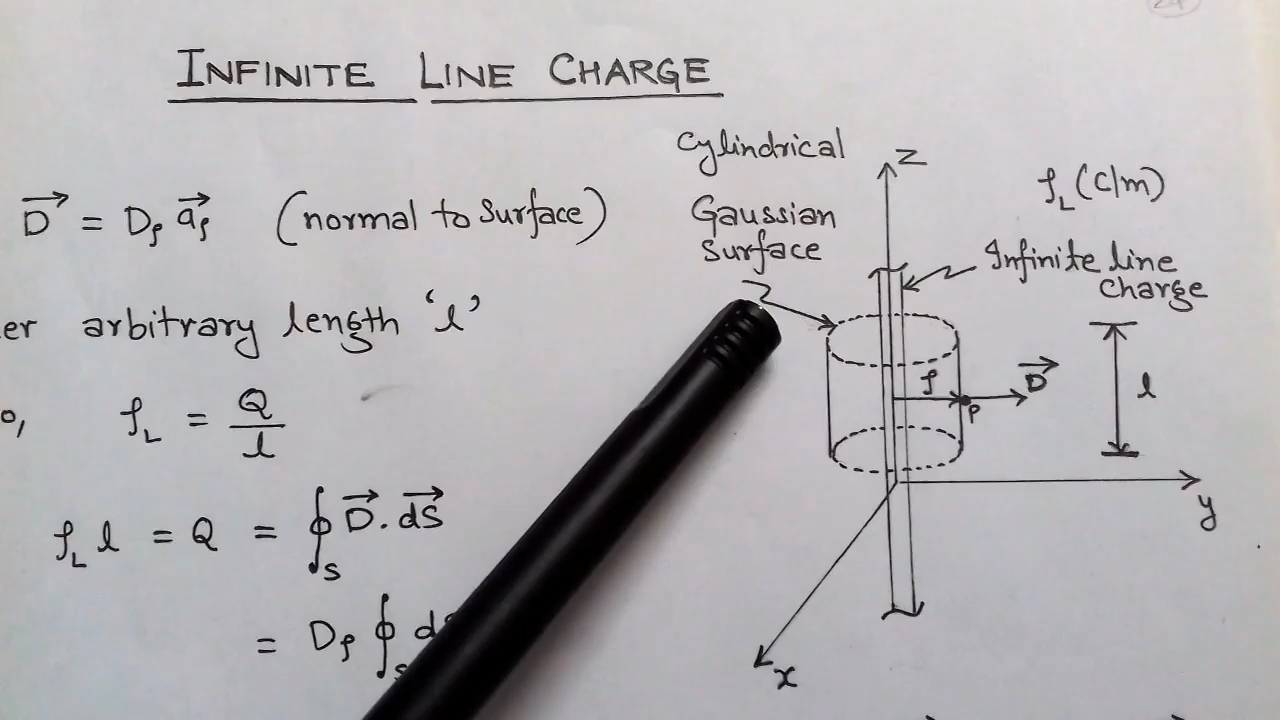 INFINITE LINE CHARGE
D⃗ = Dρ a⃗ρ (normal to surface)
er arbitrary length 'l'
o, ρL = Q/l
ρL l = Q = ∮S D⃗ . dS⃗
= Dρ ∮S d
Cylindrical
Gaussian
Surface
z
ρL (C/m)
Infinite line
charge
ρ
D⃗
P
l
y
x